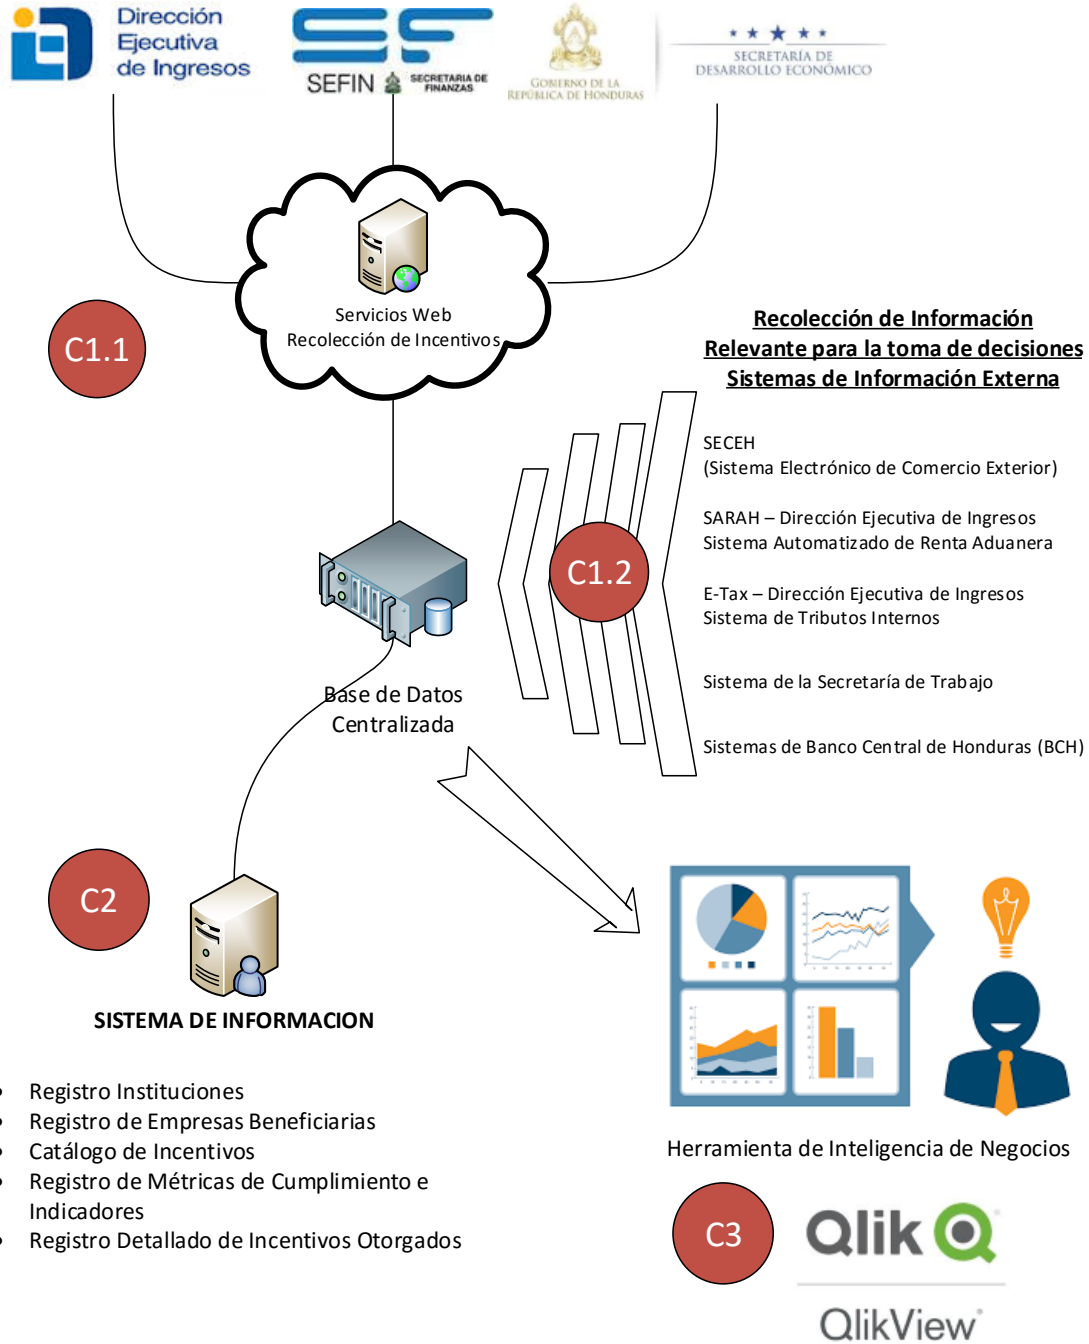 Dirección
Ejecutiva
de Ingresos
SEFIN
SECRETARIA DE
FINANZAS
GOBIERNO DE LA
REPÚBLICA DE HONDURAS
SECRETARÍA DE
DESARROLLO ECONÓMICO
Servicios Web
Recolección de Incentivos
C1.1
Recolección de Información
Relevante para la toma de decisiones
Sistemas de Información Externa
SECEH
(Sistema Electrónico de Comercio Exterior)
SARAH – Dirección Ejecutiva de Ingresos
Sistema Automatizado de Renta Aduanera
E-Tax – Dirección Ejecutiva de Ingresos
Sistema de Tributos Internos
Sistema de la Secretaría de Trabajo
Sistemas de Banco Central de Honduras (BCH)
C1.2
Base de Datos
Centralizada
C2
SISTEMA DE INFORMACION
• Registro Instituciones
• Registro de Empresas Beneficiarias
• Catálogo de Incentivos
• Registro de Métricas de Cumplimiento e
Indicadores
• Registro Detallado de Incentivos Otorgados
Herramienta de Inteligencia de Negocios
C3
Qlik
QlikView